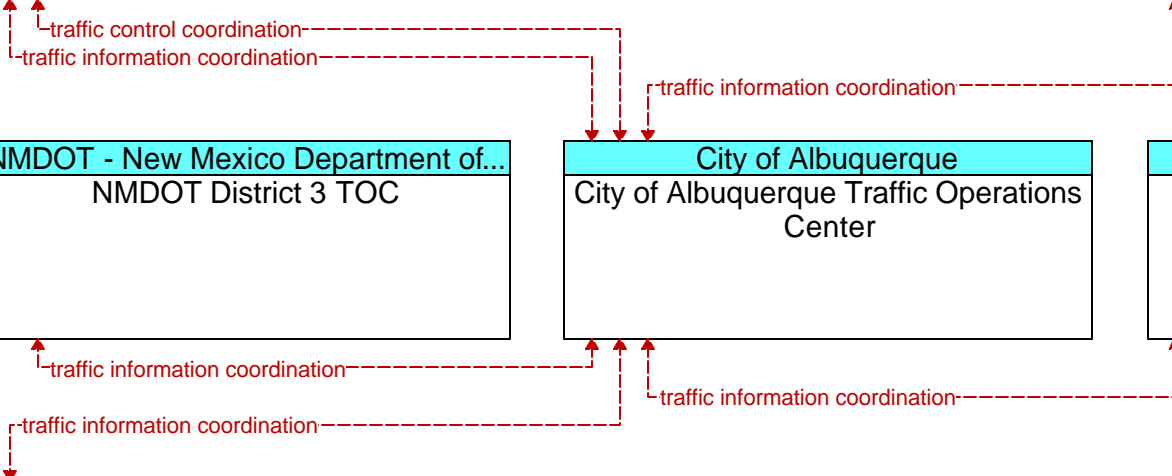 traffic control coordination
traffic information coordination
traffic information coordination
NMDOT - New Mexico Department of...
NMDOT District 3 TOC
City of Albuquerque
City of Albuquerque Traffic Operations
Center
traffic information coordination
traffic information coordination
traffic information coordination